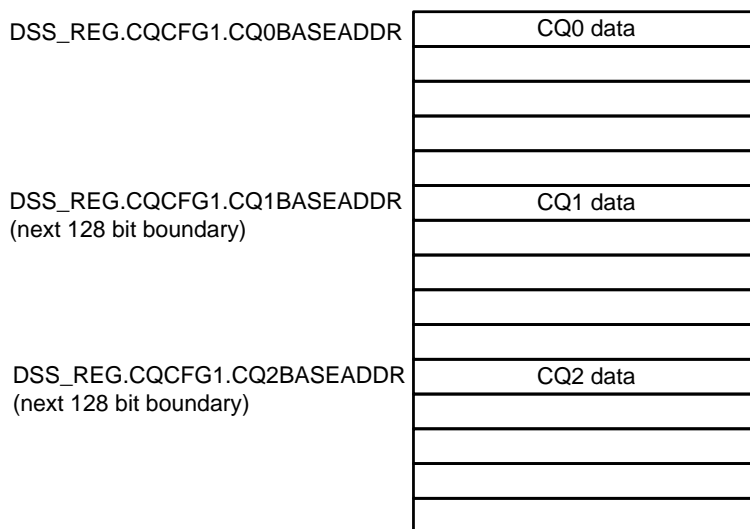 DSS_REG.CQCFG1.CQ0BASEADDR
CQ0 data
DSS_REG.CQCFG1.CQ1BASEADDR
(next 128 bit boundary)
CQ1 data
DSS_REG.CQCFG1.CQ2BASEADDR
(next 128 bit boundary)
CQ2 data